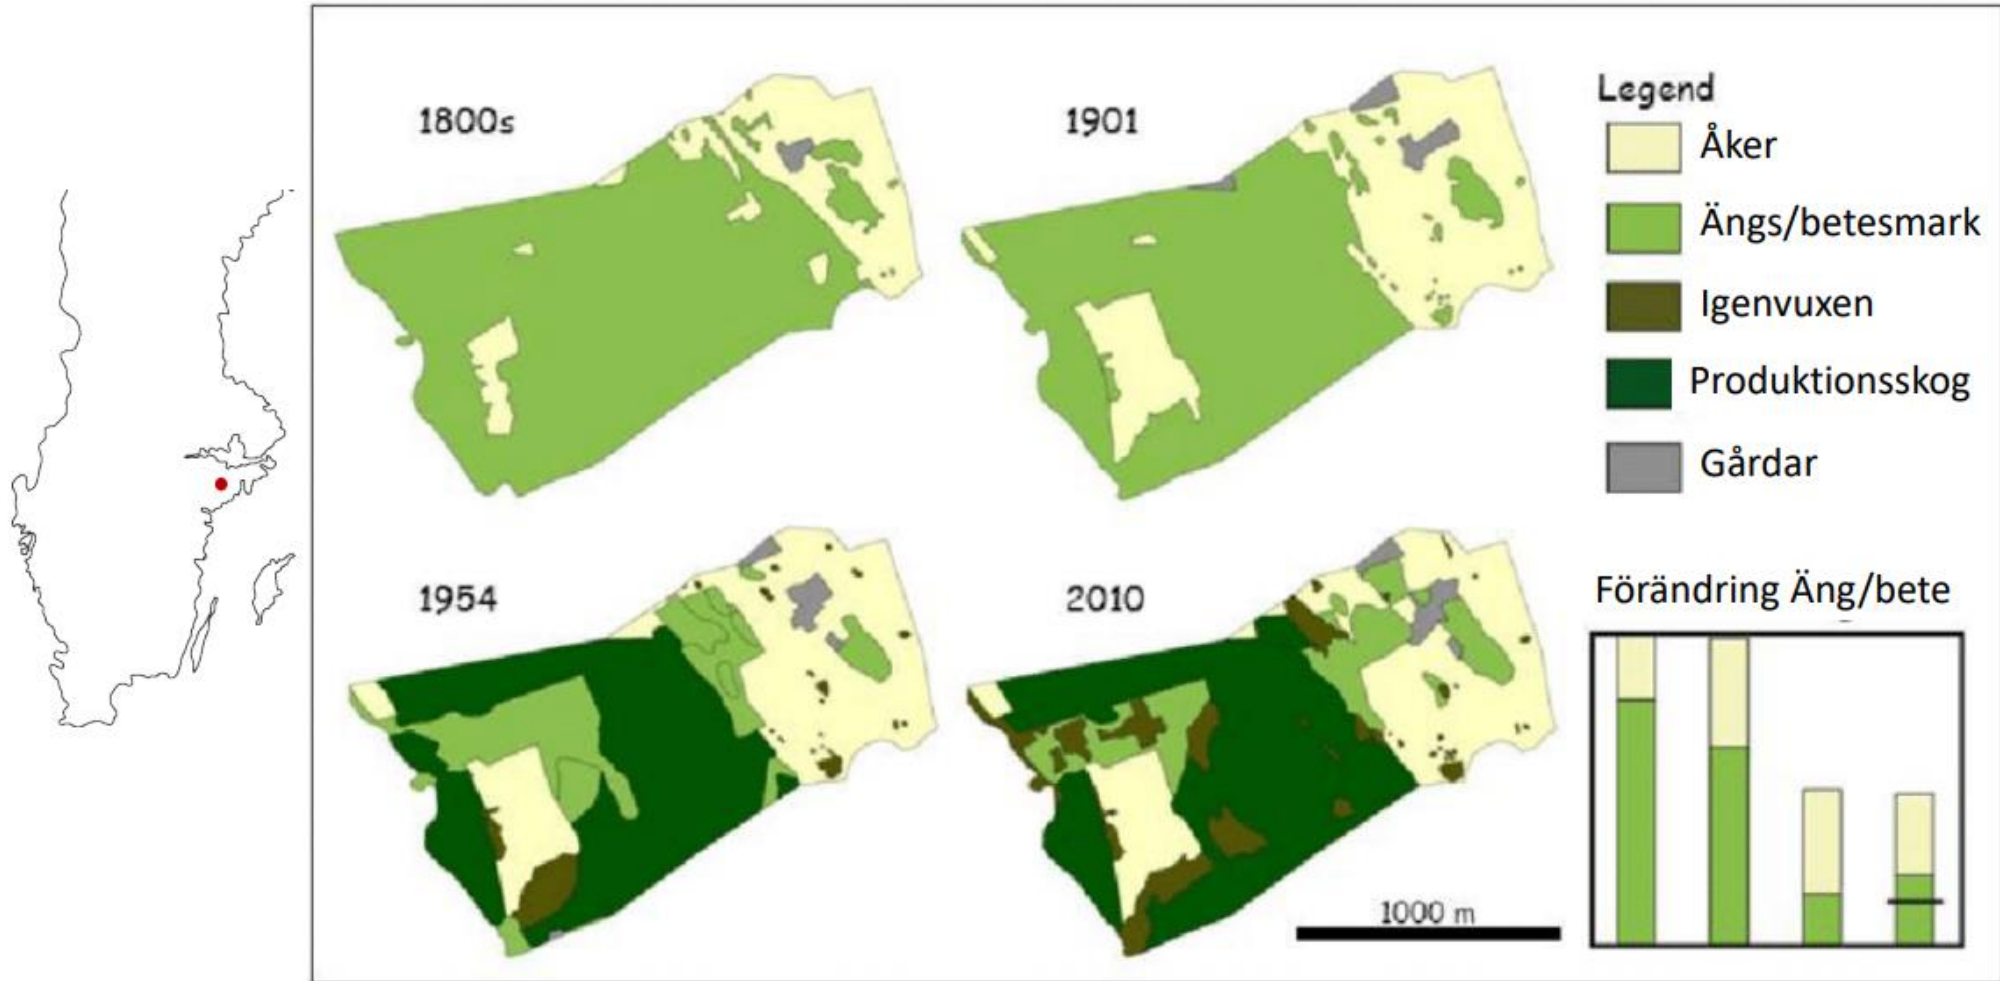 1800s
1901
Legend
Åker
Ängs/betesmark
Igenvuxen
Produktionsskog
Gårdar
1954
2010
Förändring Äng/bete
1000 m